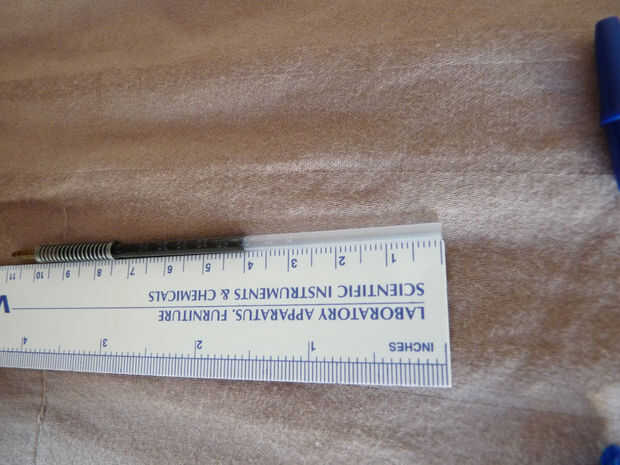 INCHES 1 2 3 4
LABORATORY APPARATUS, FURNITURE
SCIENTIFIC INSTRUMENTS & CHEMICALS
1 2 3 4 5 6 7 8 9 10 11